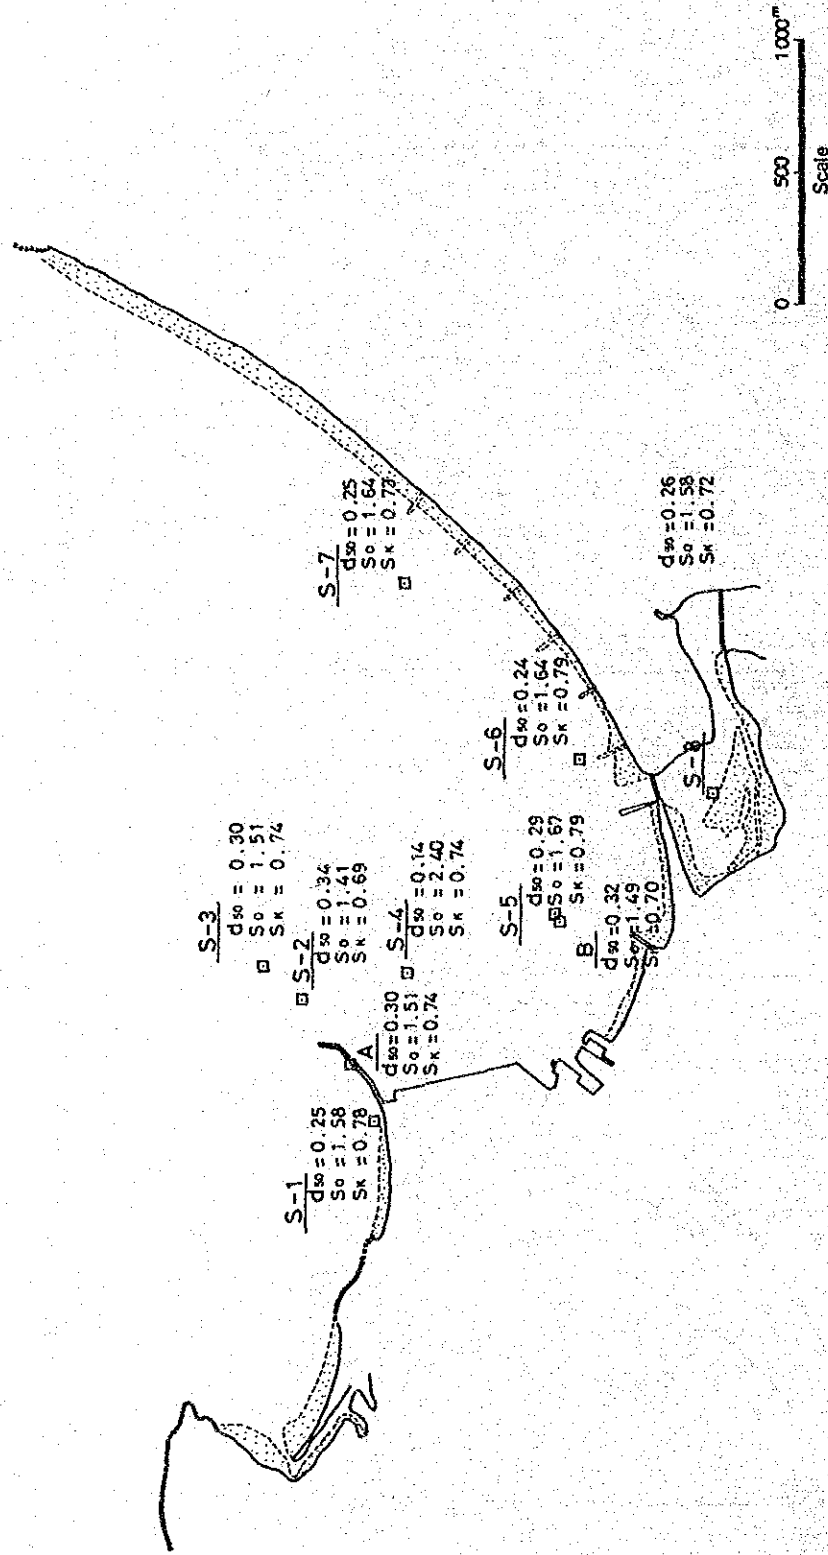 S-1
d50 = 0.25
So = 1.58
SK = 0.78
A
d50 = 0.30
So = 1.51
SK = 0.74
S-2
d50 = 0.34
So = 1.41
SK = 0.69
S-3
d50 = 0.30
So = 1.51
SK = 0.74
S-4
d50 = 0.14
So = 2.40
SK = 0.74
B
d50 = 0.32
So = 1.49
SK = 0.70
S-5
d50 = 0.29
So = 1.67
SK = 0.79
S-6
d50 = 0.24
So = 1.64
SK = 0.79
S-7
d50 = 0.25
So = 1.64
SK = 0.73
S-8
d50 = 0.26
So = 1.58
SK = 0.72
0 500 1000m
Scale